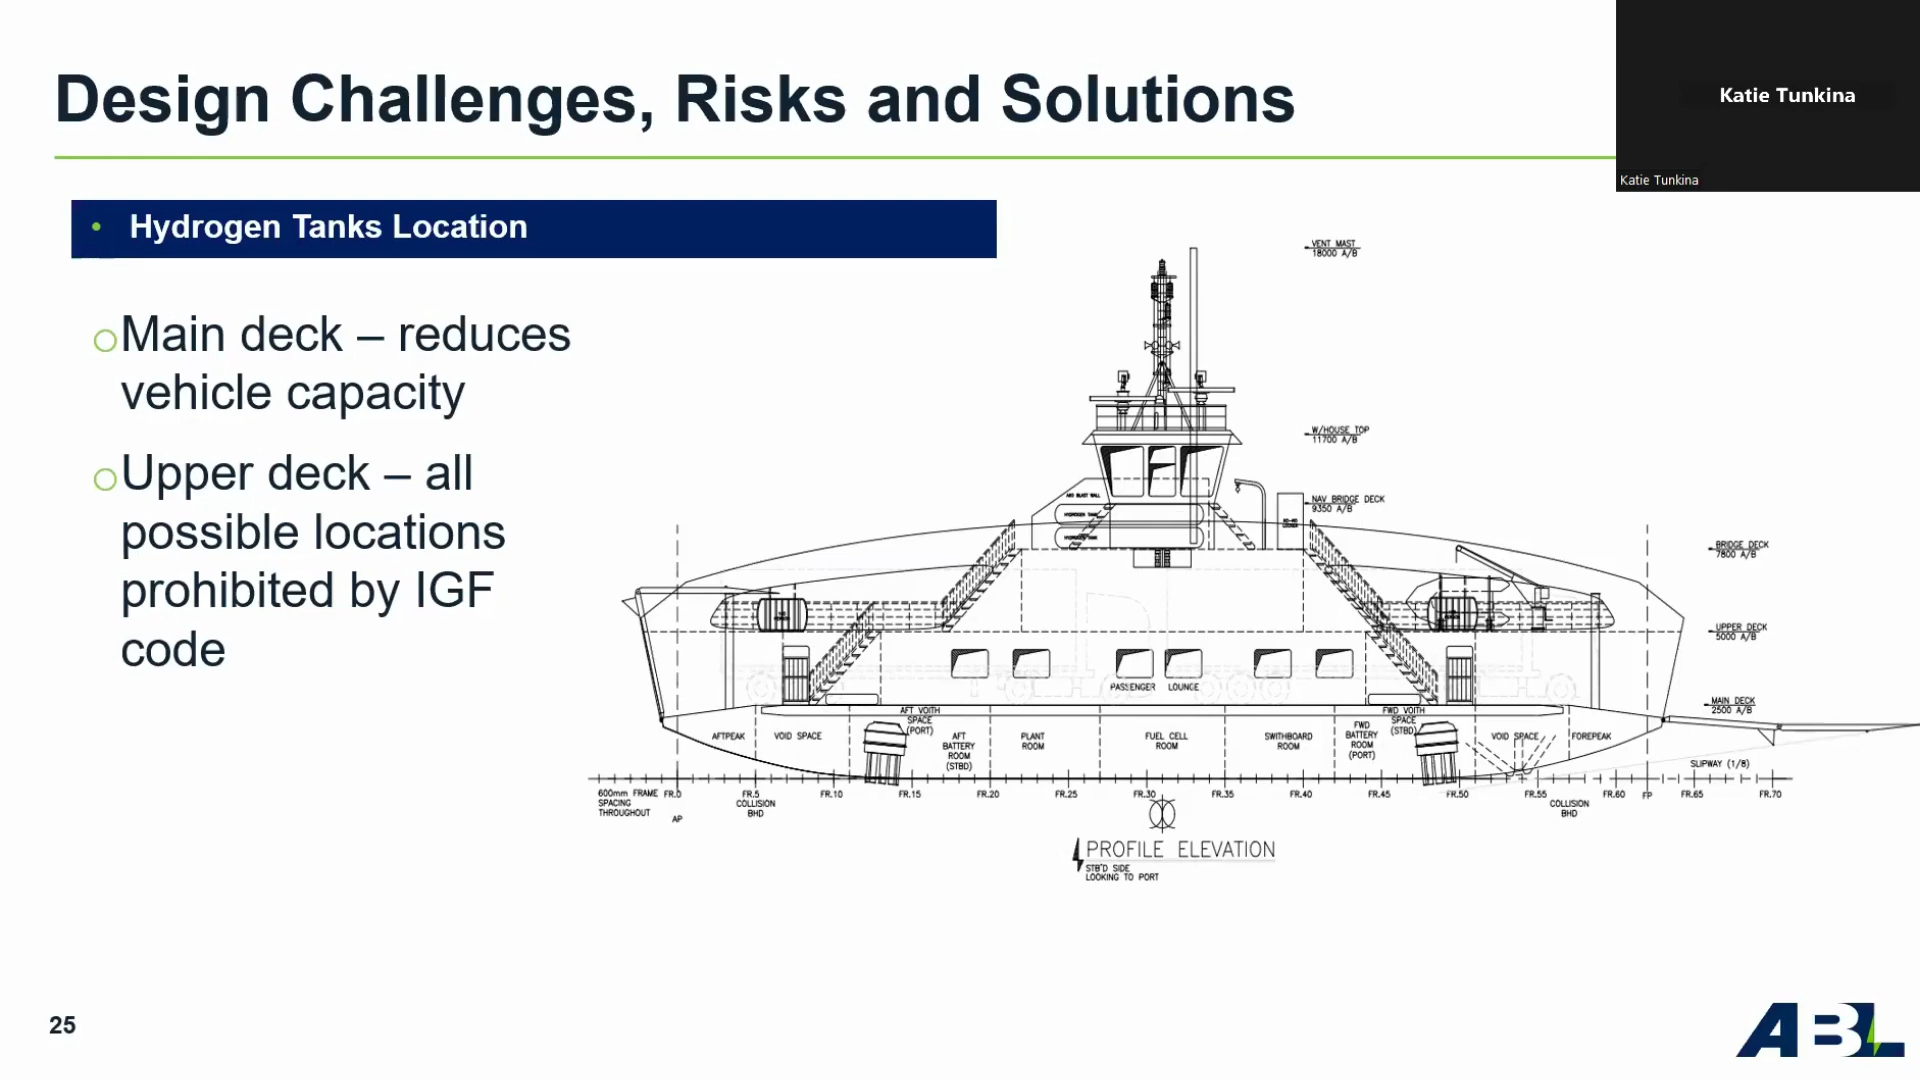 Design Challenges, Risks and Solutions
Katie Tunkina
Katie Tunkina
• Hydrogen Tanks Location
Main deck – reduces
vehicle capacity
Upper deck – all
possible locations
prohibited by IGF
code
VENT MAST
18000 A/B
W/HOUSE TOP
11700 A/B
A60 BLAST WALL
NAV BRIDGE DECK
9350 A/B
HYDROGEN TANK
HYDROGEN TANK
BRIDGE DECK
7800 A/B
UPPER DECK
5000 A/B
PASSENGER LOUNGE
MAIN DECK
2500 A/B
AFT VOITH
SPACE
(PORT)
FWD VOITH
SPACE
(STBD)
AFTPEAK
VOID SPACE
AFT
BATTERY
ROOM
(STBD)
PLANT
ROOM
FUEL CELL
ROOM
SWITHBOARD
ROOM
FWD
BATTERY
ROOM
(PORT)
VOID SPACE
FOREPEAK
SLIPWAY (1/8)
600mm FRAME
SPACING
THROUGHOUT
FR.0
FR.5
FR.10
FR.15
FR.20
FR.25
FR.30
FR.35
FR.40
FR.45
FR.50
FR.55
FR.60
FP
FR.65
FR.70
AP
COLLISION
BHD
COLLISION
BHD
PROFILE ELEVATION
STB'D SIDE
LOOKING TO PORT
25
ABL